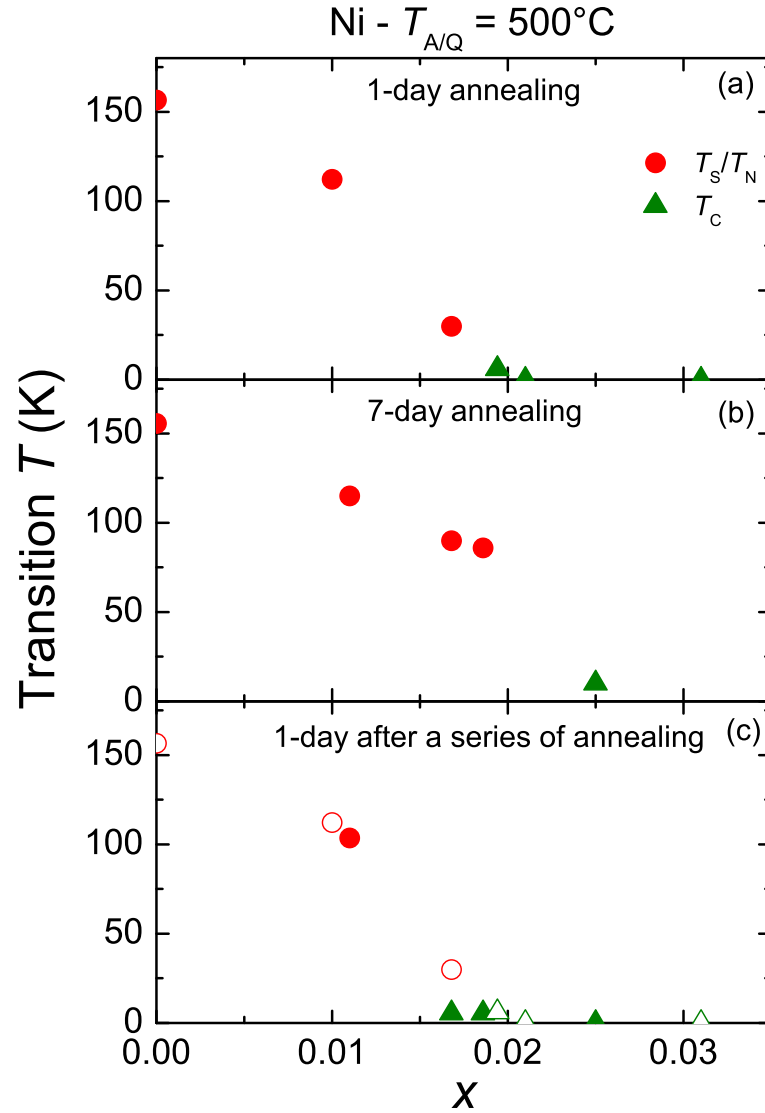 Ni - T_A/Q = 500°C
1-day annealing
(a)
T_S/T_N
T_C
150
100
50
0
7-day annealing
(b)
150
100
50
0
1-day after a series of annealing
(c)
150
100
50
0
0.00
0.01
0.02
0.03
Transition T (K)
x